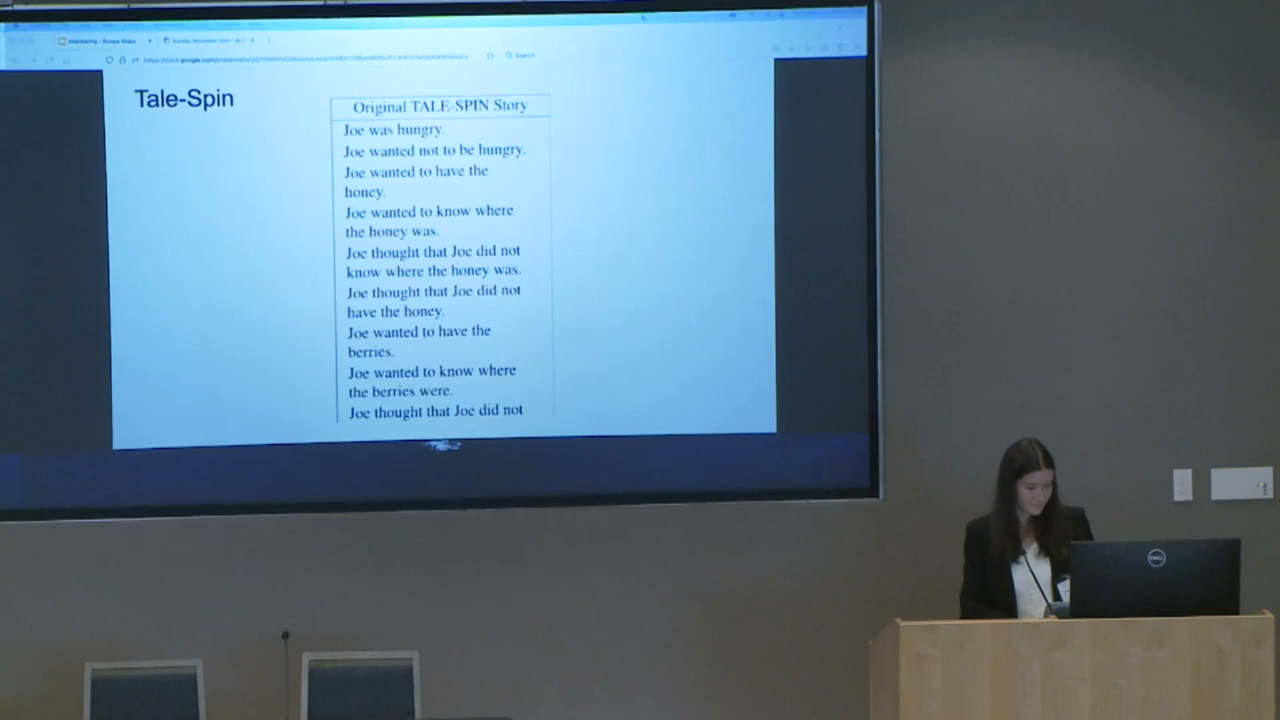 Tale-Spin
Original TALE-SPIN Story
Joe was hungry.
Joe wanted not to be hungry.
Joe wanted to have the
honey.
Joe wanted to know where
the honey was.
Joe thought that Joe did not
know where the honey was.
Joe thought that Joe did not
have the honey.
Joe wanted to have the
berries.
Joe wanted to know where
the berries were.
Joe thought that Joe did not
Search
DELL